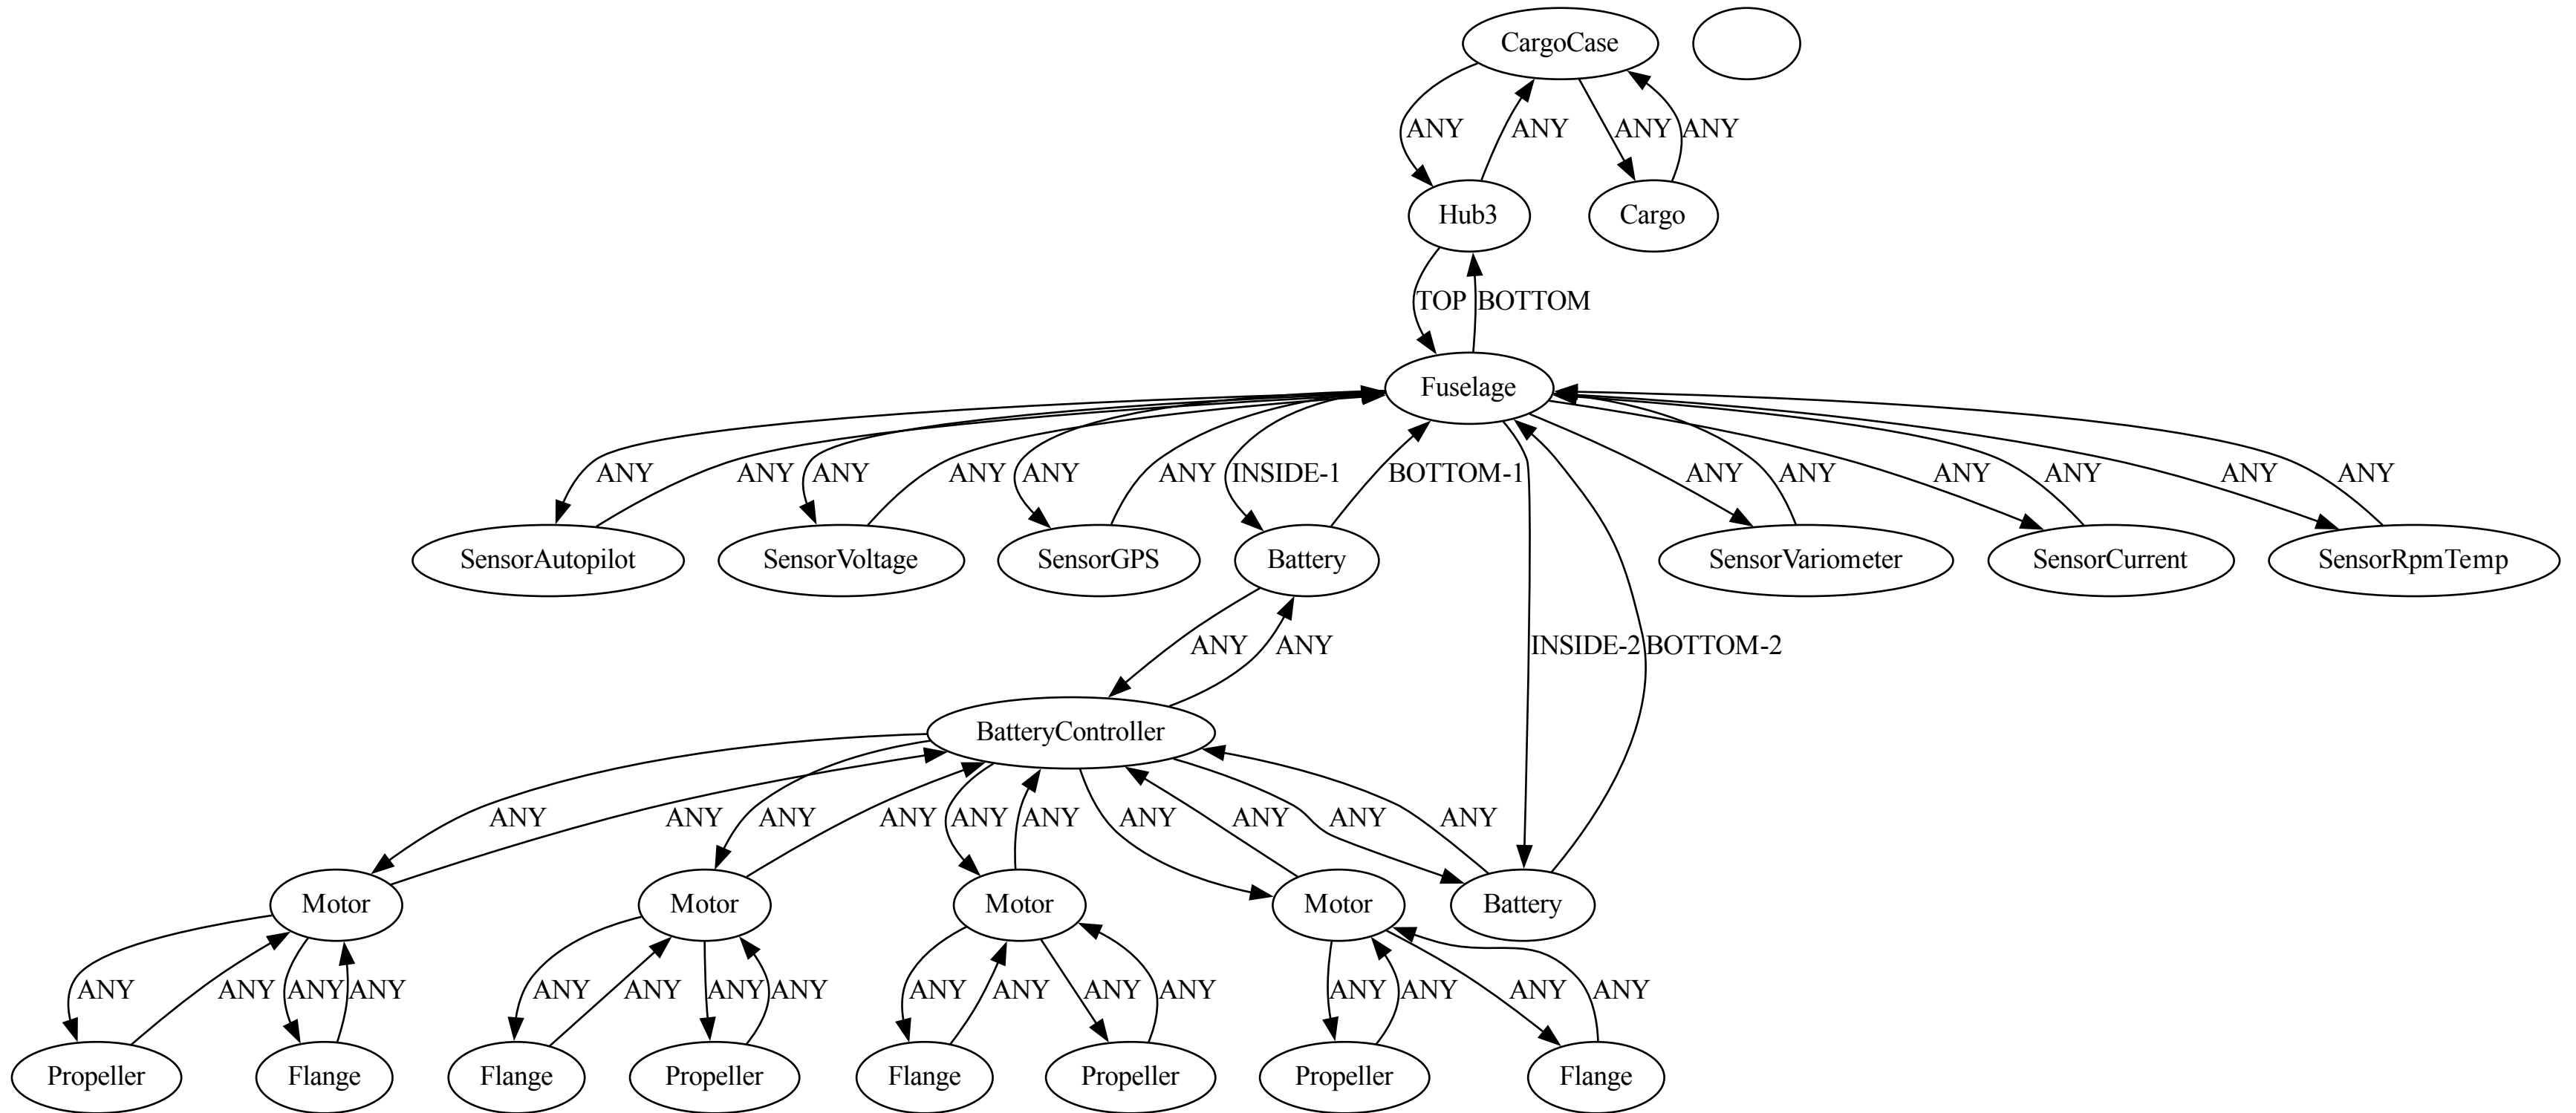 CargoCase
ANY ANY ANY ANY
Hub3 Cargo
TOP BOTTOM
Fuselage
ANY ANY ANY ANY ANY ANY INSIDE-1 BOTTOM-1 ANY ANY ANY ANY ANY ANY
SensorAutopilot SensorVoltage SensorGPS Battery SensorVariometer SensorCurrent SensorRpmTemp
ANY ANY INSIDE-2 BOTTOM-2
BatteryController
ANY ANY ANY ANY ANY ANY ANY ANY ANY ANY
Motor Motor Motor Motor Battery
ANY ANY ANY ANY ANY ANY ANY ANY ANY ANY ANY ANY ANY ANY ANY ANY
Propeller Flange Flange Propeller Flange Propeller Propeller Flange